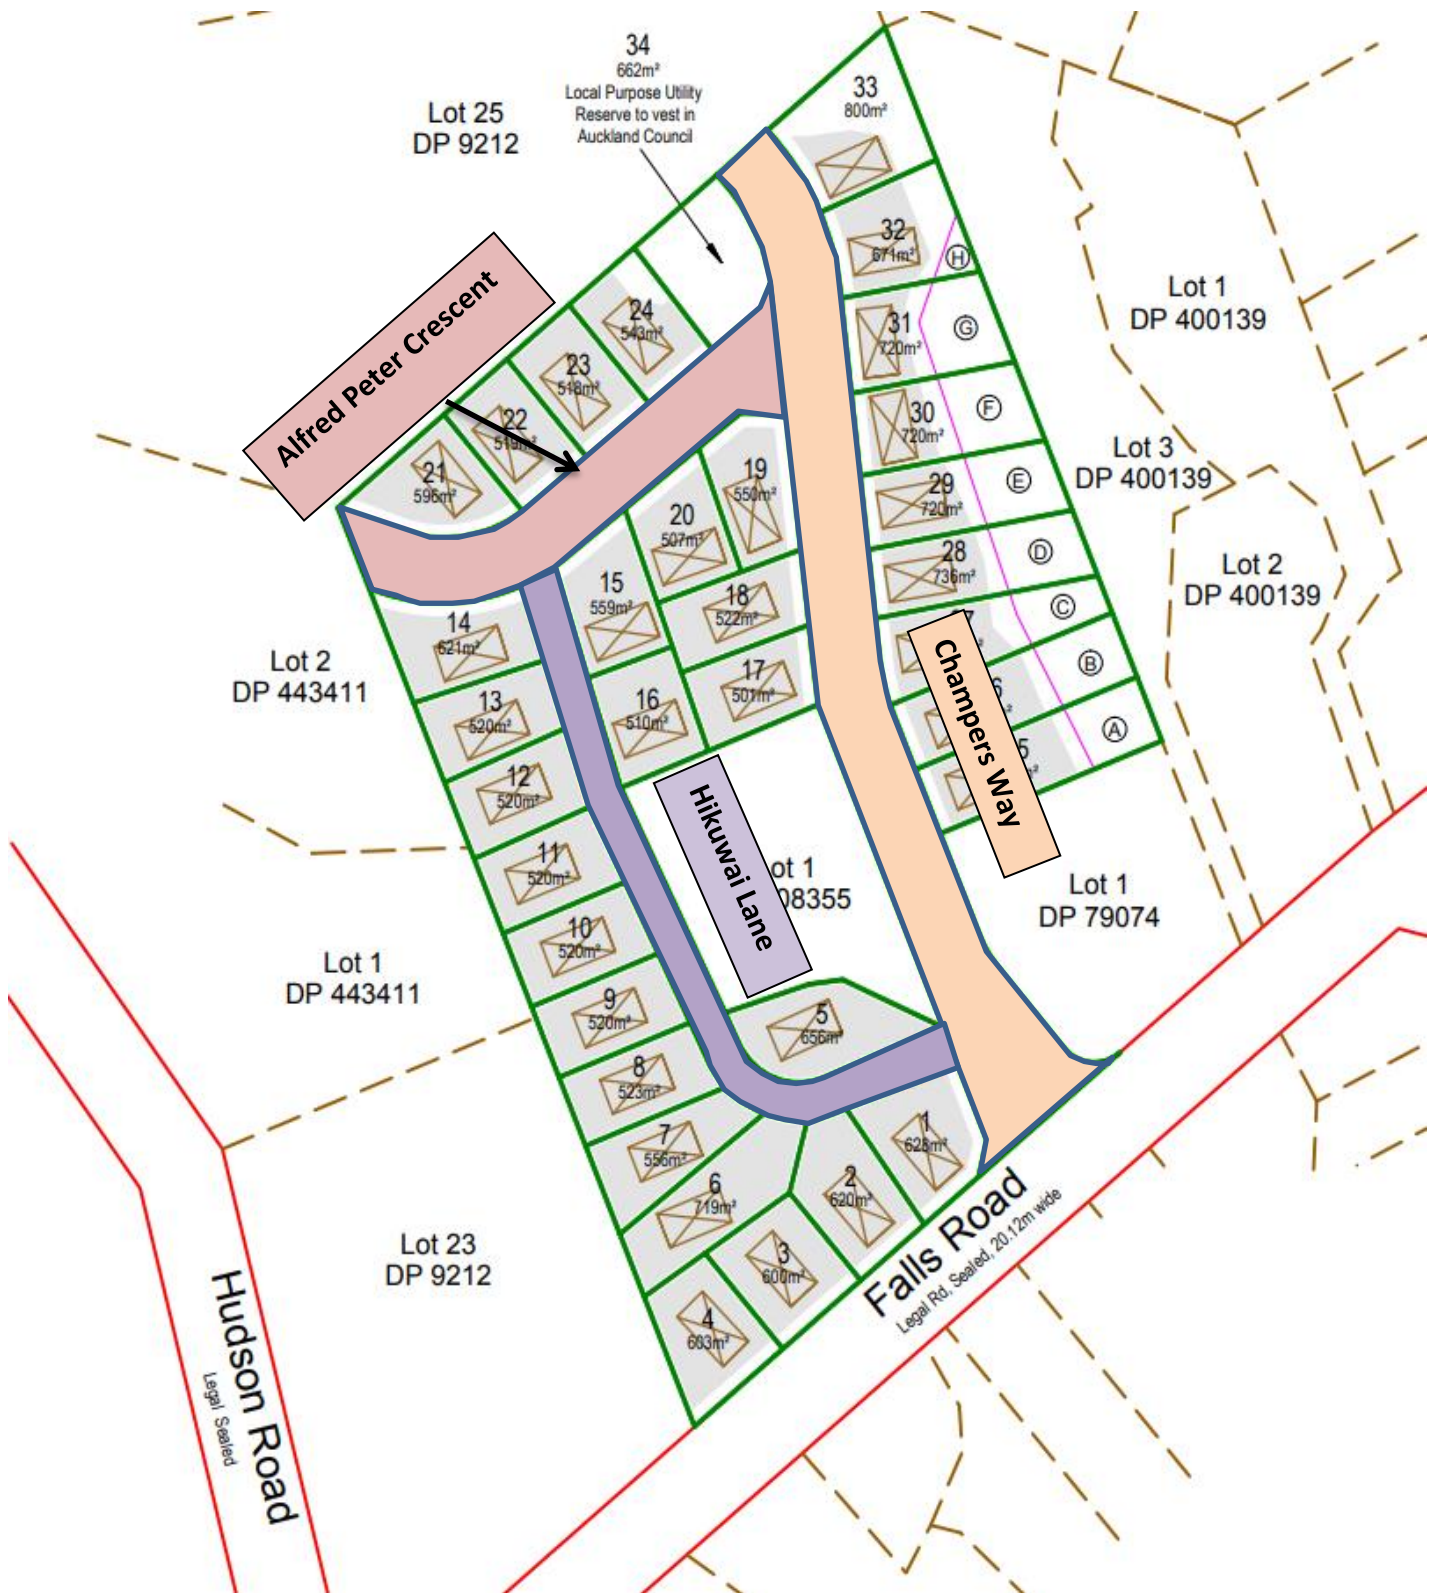 34
662m²
Local Purpose Utility
Reserve to vest in
Auckland Council
33
800m²
Lot 25
DP 9212
32
671m²
H
Alfred Peter Crescent
24
543m²
31
720m²
G
Lot 1
DP 400139
23
518m²
22
519m²
30
720m²
F
21
596m²
19
550m²
29
720m²
E
Lot 3
DP 400139
20
507m²
28
736m²
D
15
559m²
18
522m²
C
Lot 2
DP 400139
14
621m²
Lot 2
DP 443411
17
501m²
B
13
520m²
16
510m²
A
Champers Way
12
520m²
Hikuwai Lane
11
520m²
ot 1
08355
Lot 1
DP 79074
10
520m²
Lot 1
DP 443411
9
520m²
5
656m²
8
523m²
7
556m²
1
628m²
6
719m²
2
620m²
3
600m²
4
603m²
Falls Road
Legal Rd, Sealed, 20.12m wide
Lot 23
DP 9212
Hudson Road
Legal Sealed